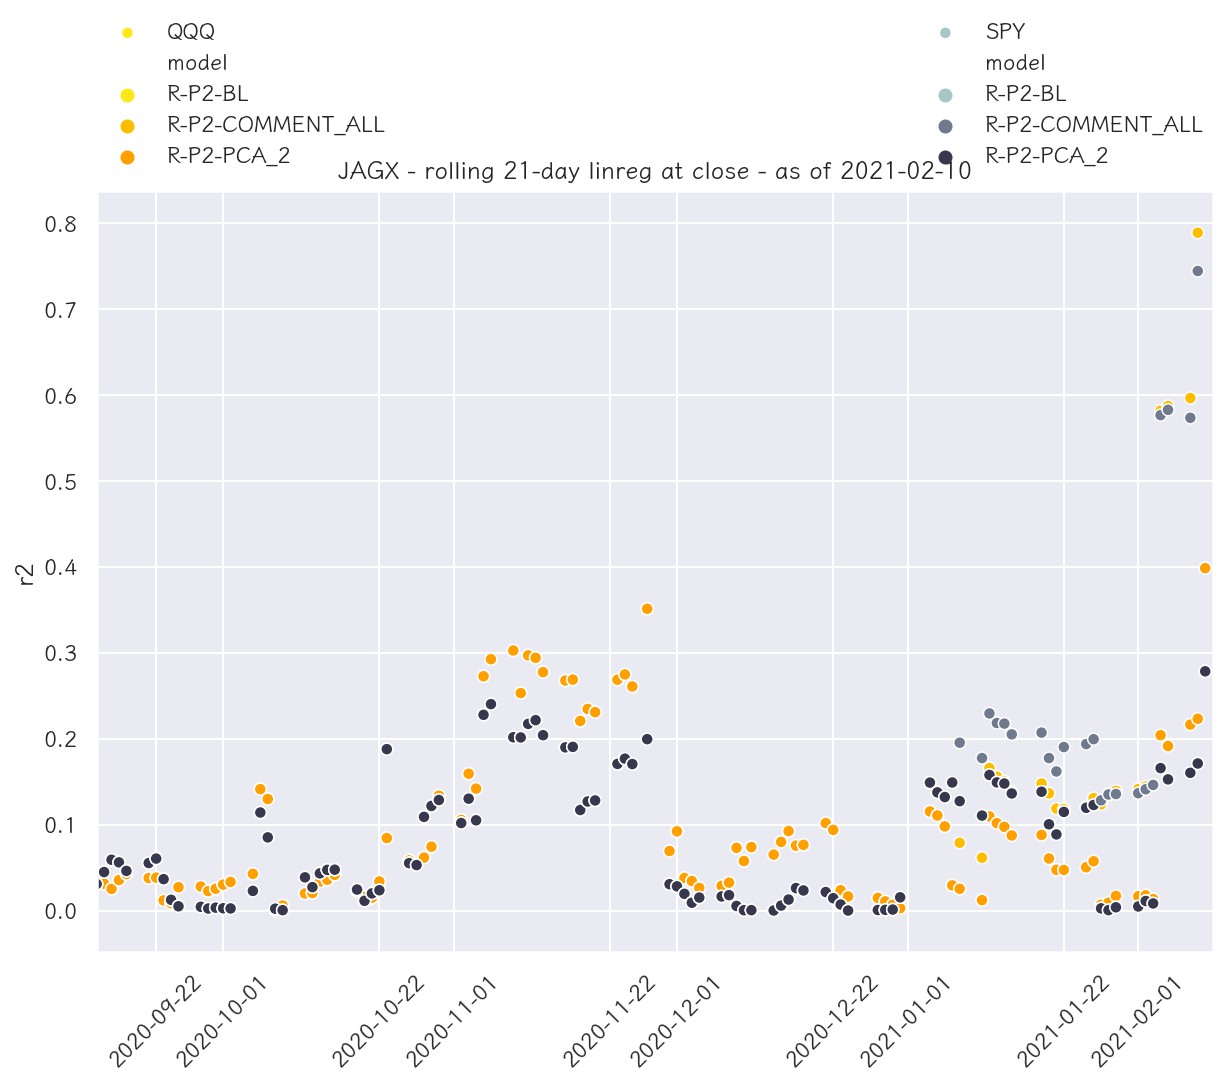 QQQ
model
R-P2-BL
R-P2-COMMENT_ALL
R-P2-PCA_2
SPY
model
R-P2-BL
R-P2-COMMENT_ALL
R-P2-PCA_2
JAGX - rolling 21-day linreg at close - as of 2021-02-10
r2
0.8
0.7
0.6
0.5
0.4
0.3
0.2
0.1
0.0
2020-09-22
2020-10-01
2020-10-22
2020-11-01
2020-11-22
2020-12-01
2020-12-22
2021-01-01
2021-01-22
2021-02-01